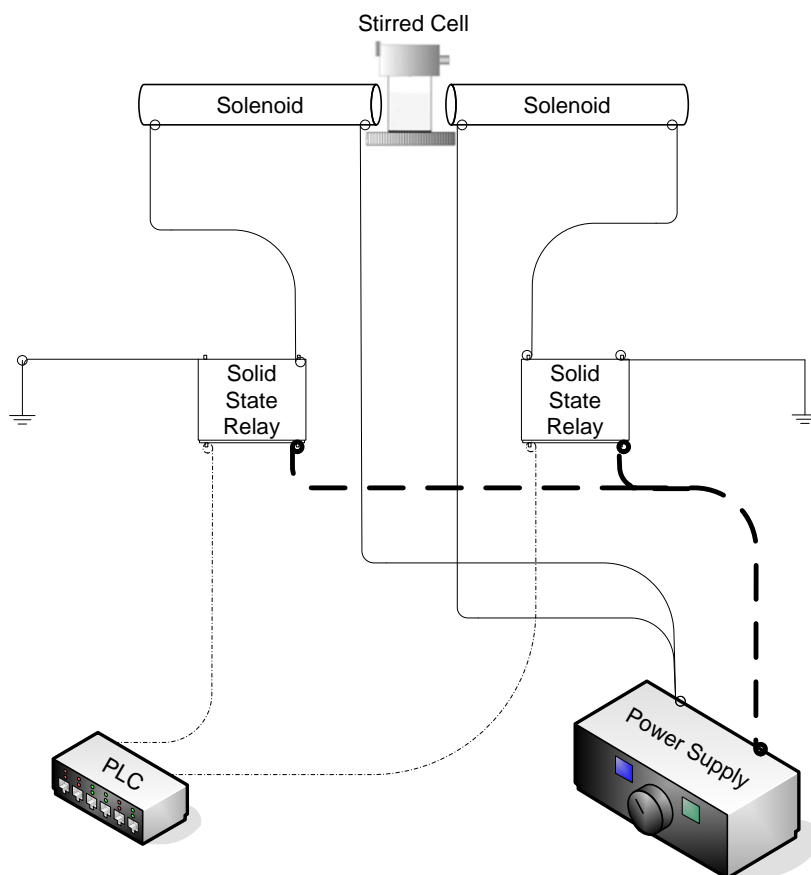 Stirred Cell
Solenoid
Solenoid
Solid
State
Relay
Solid
State
Relay
PLC
Power Supply